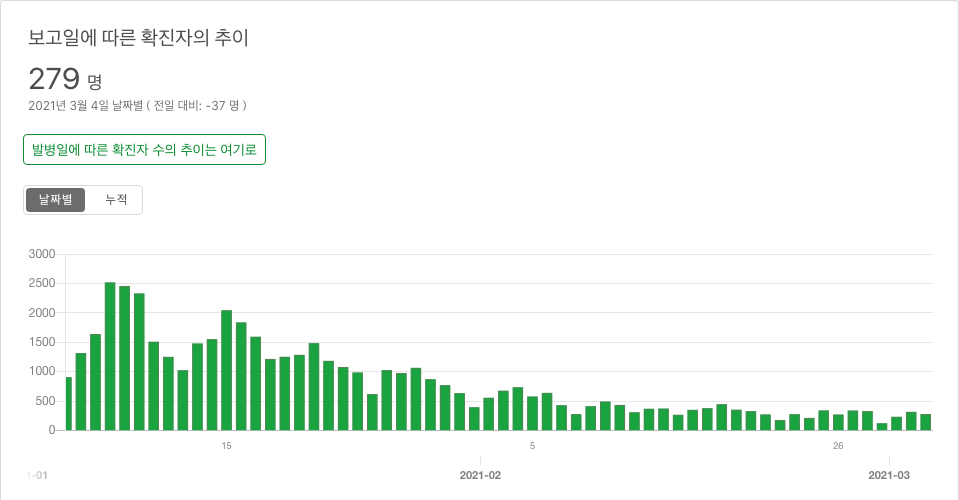 보고일에 따른 확진자의 추이
279 명
2021년 3월 4일 날짜별 ( 전일 대비: -37 명 )
발병일에 따른 확진자 수의 추이는 여기로
날짜별 누적
3000
2500
2000
1500
1000
500
0
15 5 26
1-01 2021-02 2021-03